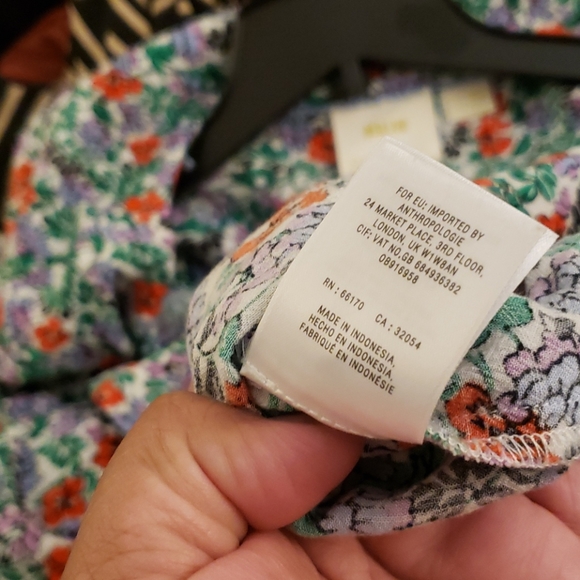 FOR EU: IMPORTED BY
ANTHROPOLOGIE
24 MARKET PLACE, 3RD FLOOR,
LONDON, UK W1W8AN
CIF: VAT NO.GB 684936382
08916958
RN: 66170 CA: 32054
MADE IN INDONESIA,
HECHO EN INDONESIA,
FABRIQUÉ EN INDONÉSIE